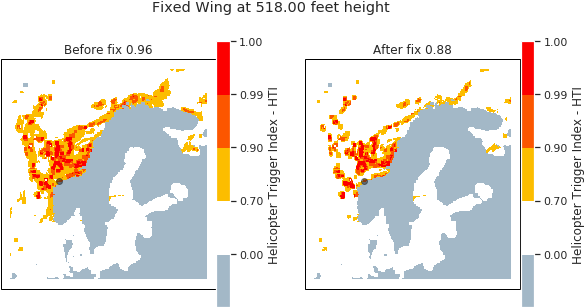 Fixed Wing at 518.00 feet height
Before fix 0.96
1.00
0.99
0.90
0.70
0.00
Helicopter Trigger Index - HTI
After fix 0.88
1.00
0.99
0.90
0.70
0.00
Helicopter Trigger Index - HTI